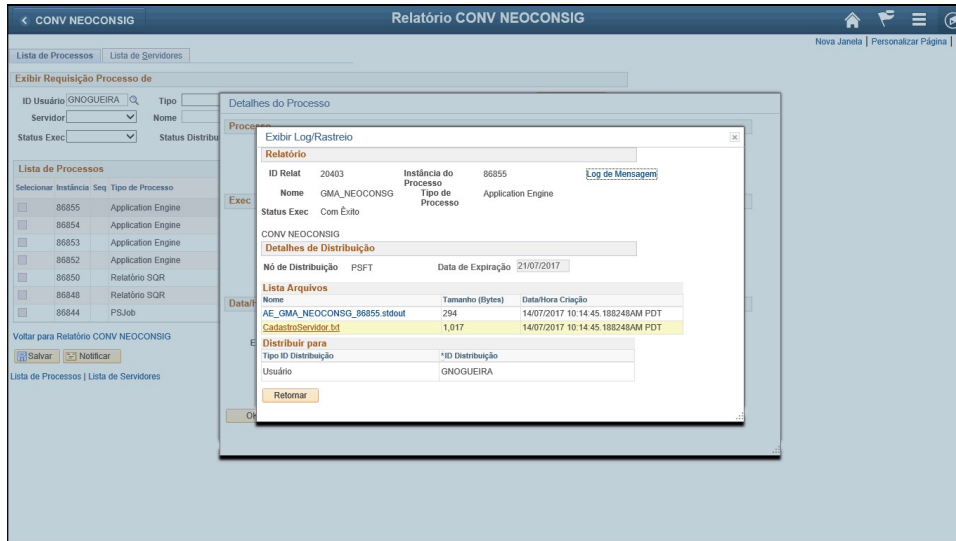 CONV NEOCONSIG
Relatório CONV NEOCONSIG
Nova Janela | Personalizar Página |
Lista de Processos
Lista de Servidores
Exibir Requisição Processo de
ID Usuário GNOGUEIRA Tipo
Servidor Nome
Status Exec Status Distribu
Lista de Processos
Selecionar Instância Seq Tipo de Processo
86855 Application Engine
86854 Application Engine
86853 Application Engine
86852 Application Engine
86850 Relatório SQR
86848 Relatório SQR
86844 PSJob
Voltar para Relatório CONV NEOCONSIG
Salvar Notificar
Lista de Processos | Lista de Servidores
Detalhes do Processo
Processo
Exec
Data/H
E
OK
Exibir Log/Rastreio
Relatório
ID Relat 20403 Instância do Processo 86855 Log de Mensagem
Nome GMA_NEOCONSG Tipo de Processo Application Engine
Status Exec Com Êxito
CONV NEOCONSIG
Detalhes de Distribuição
Nó de Distribuição PSFT Data de Expiração 21/07/2017
Lista Arquivos
Nome Tamanho (Bytes) Data/Hora Criação
AE_GMA_NEOCONSG_86855.stdout 294 14/07/2017 10:14:45.188248AM PDT
CadastroServidor.txt 1,017 14/07/2017 10:14:45.188248AM PDT
Distribuir para
Tipo ID Distribuição *ID Distribuição
Usuário GNOGUEIRA
Retornar